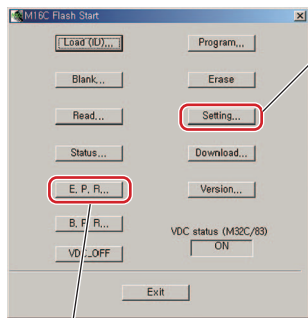 M16C Flash Start
Load (ID)...
Program...
Blank...
Erase
Read...
Setting...
Status...
Download...
E. P. R...
Version...
B. P. R...
VDC status (M32C/83)
VDC_OFF
ON
Exit